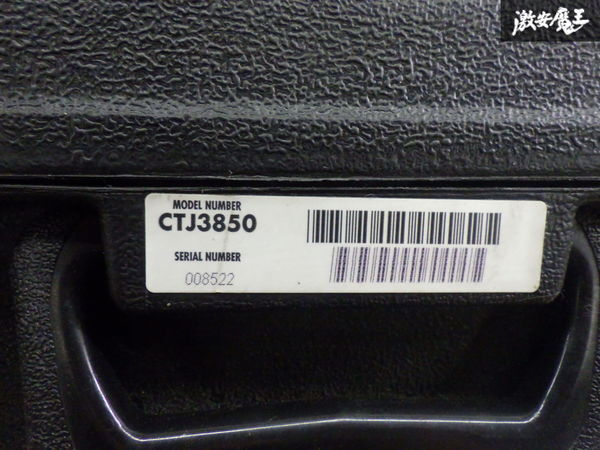 激安魔王
MODEL NUMBER
CTJ3850
SERIAL NUMBER
008522